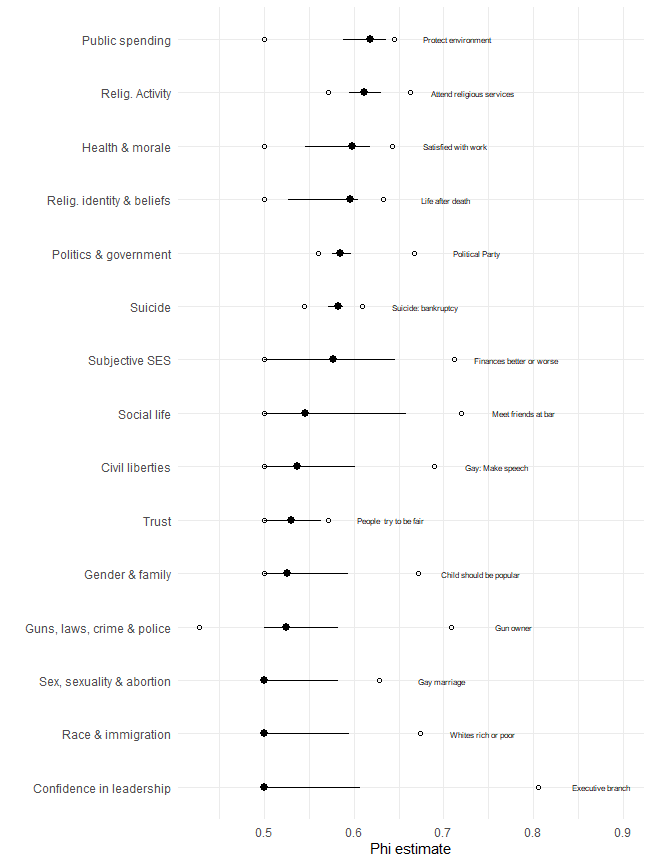 Public spending Protect environment
Relig. Activity Attend religious services
Health & morale Satisfied with work
Relig. identity & beliefs Life after death
Politics & government Political Party
Suicide Suicide: bankruptcy
Subjective SES Finances better or worse
Social life Meet friends at bar
Civil liberties Gay: Make speech
Trust People try to be fair
Gender & family Child should be popular
Guns, laws, crime & police Gun owner
Sex, sexuality & abortion Gay marriage
Race & immigration Whites rich or poor
Confidence in leadership Executive branch
0.5 0.6 0.7 0.8 0.9
Phi estimate